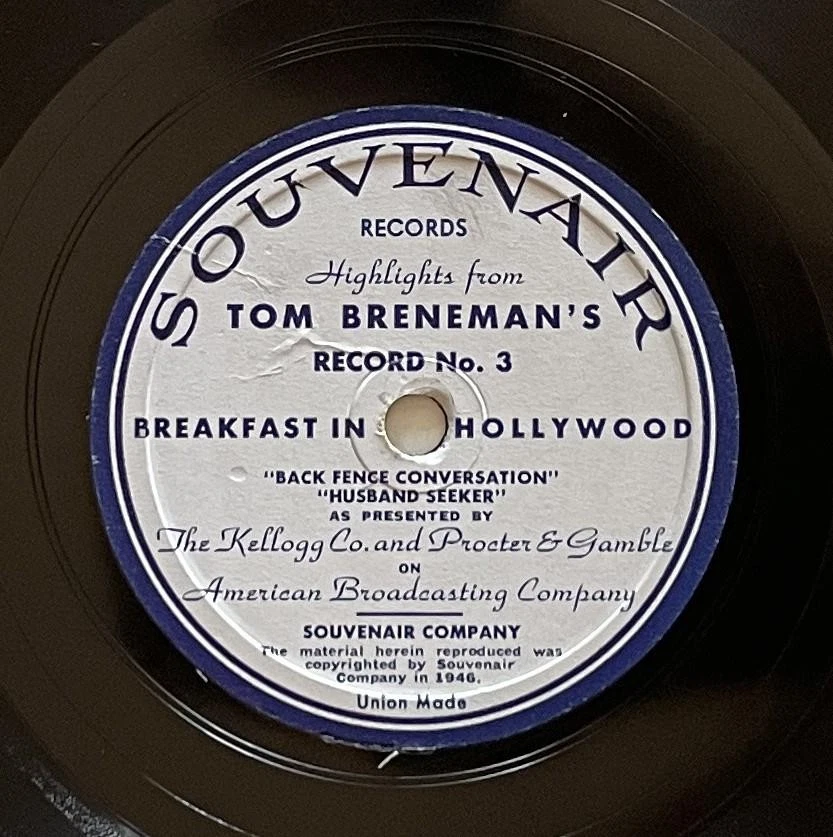 SOUVENAIR
RECORDS
Highlights from
TOM BRENEMAN'S
RECORD No. 3
BREAKFAST IN HOLLYWOOD
"BACK FENCE CONVERSATION"
"HUSBAND SEEKER"
AS PRESENTED BY
The Kellogg Co. and Procter & Gamble
ON
American Broadcasting Company
SOUVENAIR COMPANY
The material herein reproduced was
copyrighted by Souvenair
Company in 1946.
Union Made